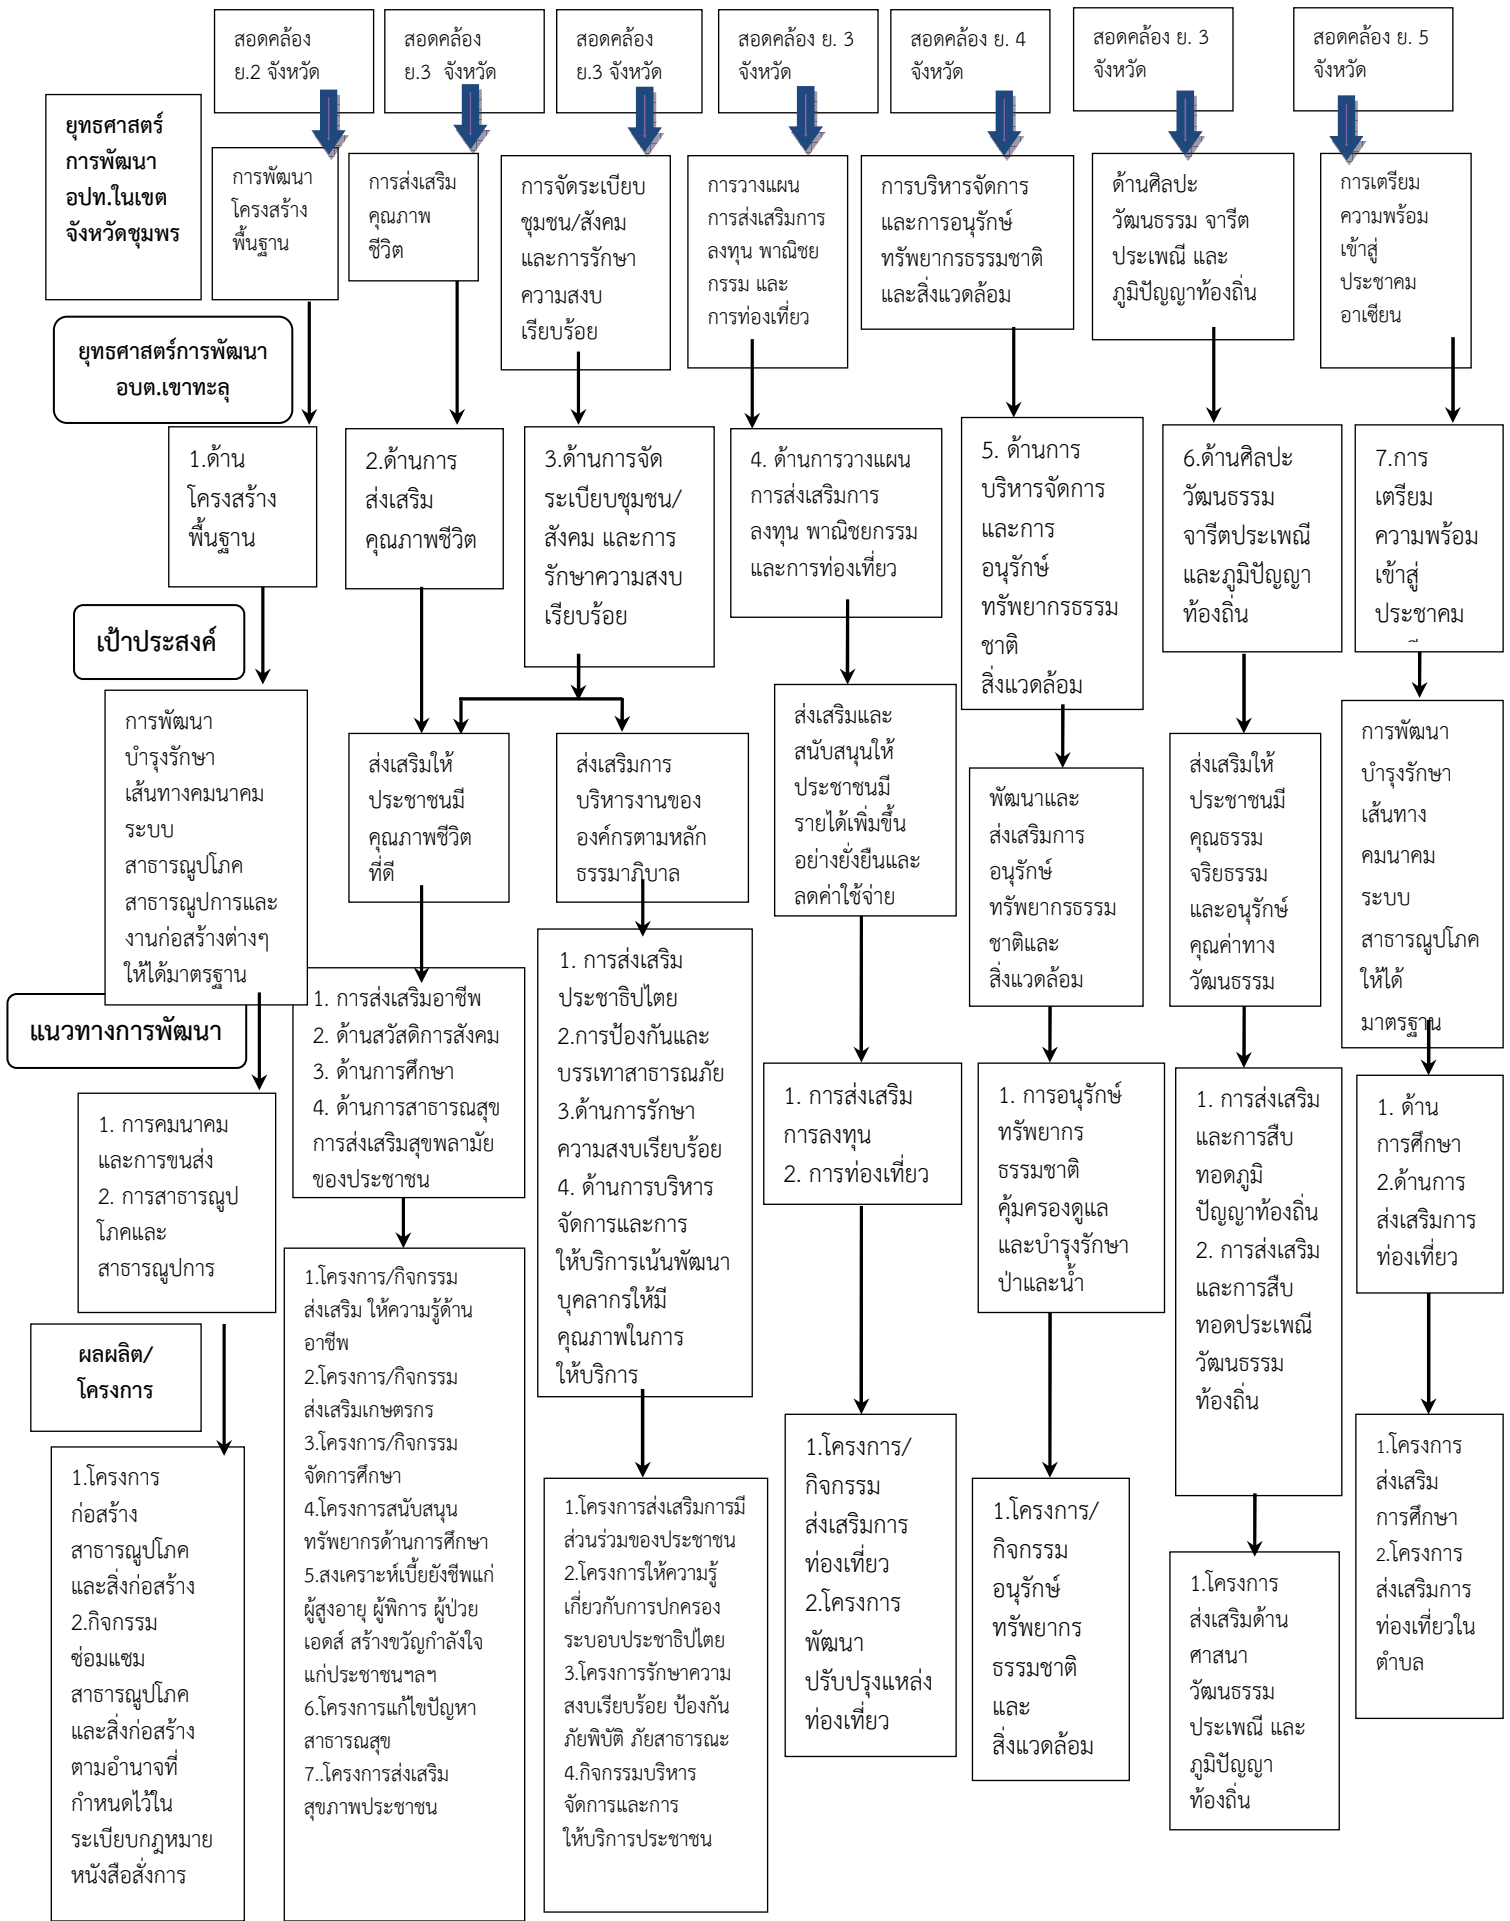 สอดคล้อง
ย.2 จังหวัด
สอดคล้อง
ย.3 จังหวัด
สอดคล้อง
ย.3 จังหวัด
สอดคล้อง ย. 3
จังหวัด
สอดคล้อง ย. 4
จังหวัด
สอดคล้อง ย. 3
จังหวัด
สอดคล้อง ย. 5
จังหวัด
ยุทธศาสตร์
การพัฒนา
อปท.ในเขต
จังหวัดชุมพร
การพัฒนา
โครงสร้าง
พื้นฐาน
การส่งเสริม
คุณภาพ
ชีวิต
การจัดระเบียบ
ชุมชน/สังคม
และการรักษา
ความสงบ
เรียบร้อย
การวางแผน
การส่งเสริมการ
ลงทุน พาณิชย
กรรม และ
การท่องเที่ยว
การบริหารจัดการ
และการอนุรักษ์
ทรัพยากรธรรมชาติ
และสิ่งแวดล้อม
ด้านศิลปะ
วัฒนธรรม จารีต
ประเพณี และ
ภูมิปัญญาท้องถิ่น
การเตรียม
ความพร้อม
เข้าสู่
ประชาคม
อาเซียน
ยุทธศาสตร์การพัฒนา
อบต.เขาทะลุ
1.ด้าน
โครงสร้าง
พื้นฐาน
2.ด้านการ
ส่งเสริม
คุณภาพชีวิต
3.ด้านการจัด
ระเบียบชุมชน/
สังคม และการ
รักษาความสงบ
เรียบร้อย
4. ด้านการวางแผน
การส่งเสริมการ
ลงทุน พาณิชยกรรม
และการท่องเที่ยว
5. ด้านการ
บริหารจัดการ
และการ
อนุรักษ์
ทรัพยากรธรรม
ชาติ
สิ่งแวดล้อม
6.ด้านศิลปะ
วัฒนธรรม
จารีตประเพณี
และภูมิปัญญา
ท้องถิ่น
7.การ
เตรียม
ความพร้อม
เข้าสู่
ประชาคม
เป้าประสงค์
การพัฒนา
บำรุงรักษา
เส้นทางคมนาคม
ระบบ
สาธารณูปโภค
สาธารณูปการและ
งานก่อสร้างต่างๆ
ให้ได้มาตรฐาน
ส่งเสริมให้
ประชาชนมี
คุณภาพชีวิต
ที่ดี
ส่งเสริมการ
บริหารงานของ
องค์กรตามหลัก
ธรรมาภิบาล
ส่งเสริมและ
สนับสนุนให้
ประชาชนมี
รายได้เพิ่มขึ้น
อย่างยั่งยืนและ
ลดค่าใช้จ่าย
พัฒนาและ
ส่งเสริมการ
อนุรักษ์
ทรัพยากรธรรม
ชาติและ
สิ่งแวดล้อม
ส่งเสริมให้
ประชาชนมี
คุณธรรม
จริยธรรม
และอนุรักษ์
คุณค่าทาง
วัฒนธรรม
การพัฒนา
บำรุงรักษา
เส้นทาง
คมนาคม
ระบบ
สาธารณูปโภค
ให้ได้
มาตรฐาน
แนวทางการพัฒนา
1. การคมนาคม
และการขนส่ง
2. การสาธารณูป
โภคและ
สาธารณูปการ
1. การส่งเสริมอาชีพ
2. ด้านสวัสดิการสังคม
3. ด้านการศึกษา
4. ด้านการสาธารณสุข
การส่งเสริมสุขพลามัย
ของประชาชน
1. การส่งเสริม
ประชาธิปไตย
2.การป้องกันและ
บรรเทาสาธารณภัย
3.ด้านการรักษา
ความสงบเรียบร้อย
4. ด้านการบริหาร
จัดการและการ
ให้บริการเน้นพัฒนา
บุคลากรให้มี
คุณภาพในการ
ให้บริการ
1. การส่งเสริม
การลงทุน
2. การท่องเที่ยว
1. การอนุรักษ์
ทรัพยากร
ธรรมชาติ
คุ้มครองดูแล
และบำรุงรักษา
ป่าและน้ำ
1. การส่งเสริม
และการสืบ
ทอดภูมิ
ปัญญาท้องถิ่น
2. การส่งเสริม
และการสืบ
ทอดประเพณี
วัฒนธรรม
ท้องถิ่น
1. ด้าน
การศึกษา
2.ด้านการ
ส่งเสริมการ
ท่องเที่ยว
ผลผลิต/
โครงการ
1.โครงการ
ก่อสร้าง
สาธารณูปโภค
และสิ่งก่อสร้าง
2.กิจกรรม
ซ่อมแซม
สาธารณูปโภค
และสิ่งก่อสร้าง
ตามอำนาจที่
กำหนดไว้ใน
ระเบียบกฎหมาย
หนังสือสั่งการ
1.โครงการ/กิจกรรม
ส่งเสริม ให้ความรู้ด้าน
อาชีพ
2.โครงการ/กิจกรรม
ส่งเสริมเกษตรกร
3.โครงการ/กิจกรรม
จัดการศึกษา
4.โครงการสนับสนุน
ทรัพยากรด้านการศึกษา
5.สงเคราะห์เบี้ยยังชีพแก่
ผู้สูงอายุ ผู้พิการ ผู้ป่วย
เอดส์ สร้างขวัญกำลังใจ
แก่ประชาชนฯลฯ
6.โครงการแก้ไขปัญหา
สาธารณสุข
7..โครงการส่งเสริม
สุขภาพประชาชน
1.โครงการส่งเสริมการมี
ส่วนร่วมของประชาชน
2.โครงการให้ความรู้
เกี่ยวกับการปกครอง
ระบอบประชาธิปไตย
3.โครงการรักษาความ
สงบเรียบร้อย ป้องกัน
ภัยพิบัติ ภัยสาธารณะ
4.กิจกรรมบริหาร
จัดการและการ
ให้บริการประชาชน
1.โครงการ/
กิจกรรม
ส่งเสริมการ
ท่องเที่ยว
2.โครงการ
พัฒนา
ปรับปรุงแหล่ง
ท่องเที่ยว
1.โครงการ/
กิจกรรม
อนุรักษ์
ทรัพยากร
ธรรมชาติ
และ
สิ่งแวดล้อม
1.โครงการ
ส่งเสริมด้าน
ศาสนา
วัฒนธรรม
ประเพณี และ
ภูมิปัญญา
ท้องถิ่น
1.โครงการ
ส่งเสริม
การศึกษา
2.โครงการ
ส่งเสริมการ
ท่องเที่ยวใน
ตำบล